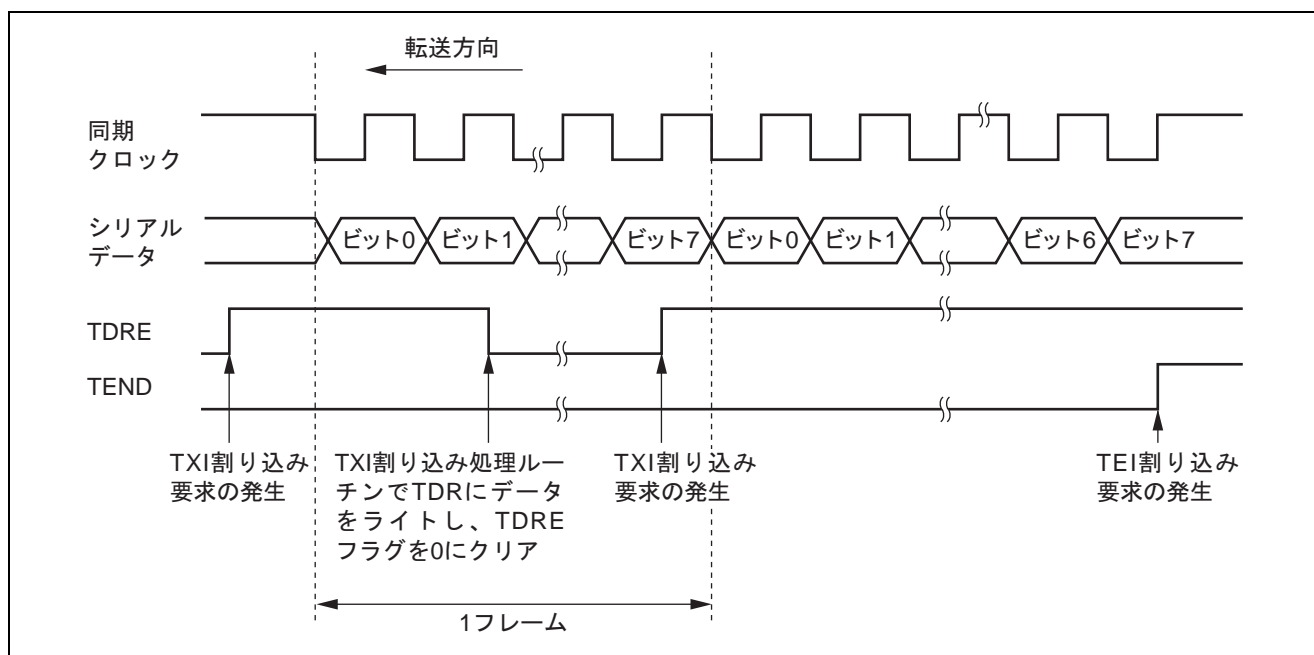 転送方向
同期
クロック
シリアル
データ
ビット0
ビット1
ビット7
ビット0
ビット1
ビット6
ビット7
TDRE
TEND
TXI割り込み
要求の発生
TXI割り込み処理ルー
チンでTDRにデータ
をライトし、TDRE
フラグを0にクリア
TXI割り込み
要求の発生
TEI割り込み
要求の発生
1フレーム